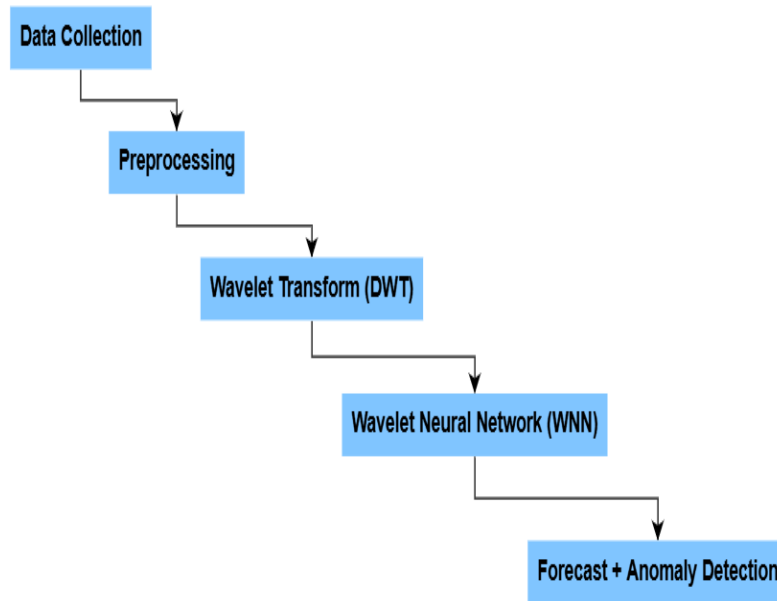 Data Collection
Preprocessing
Wavelet Transform (DWT)
Wavelet Neural Network (WNN)
Forecast + Anomaly Detection